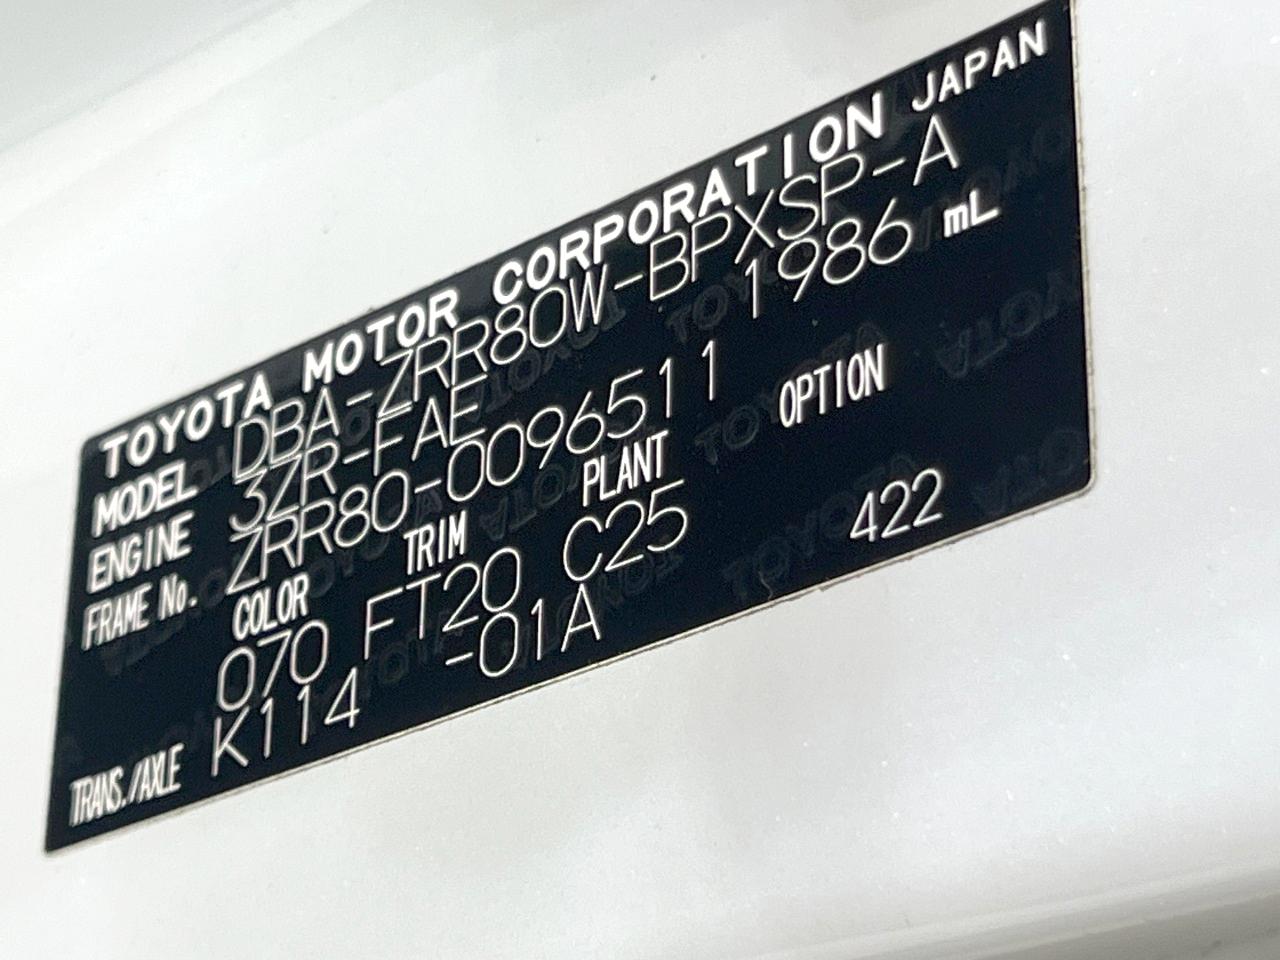 TOYOTA MOTOR CORPORATION JAPAN
MODEL DBA-ZRR80W-BPXSP-A
ENGINE 3ZR-FAE 1986 mL
FRAME No. ZRR80-0096511
COLOR TRIM PLANT OPTION
070 FT20 C25 422
TRANS./AXLE K114 -01A